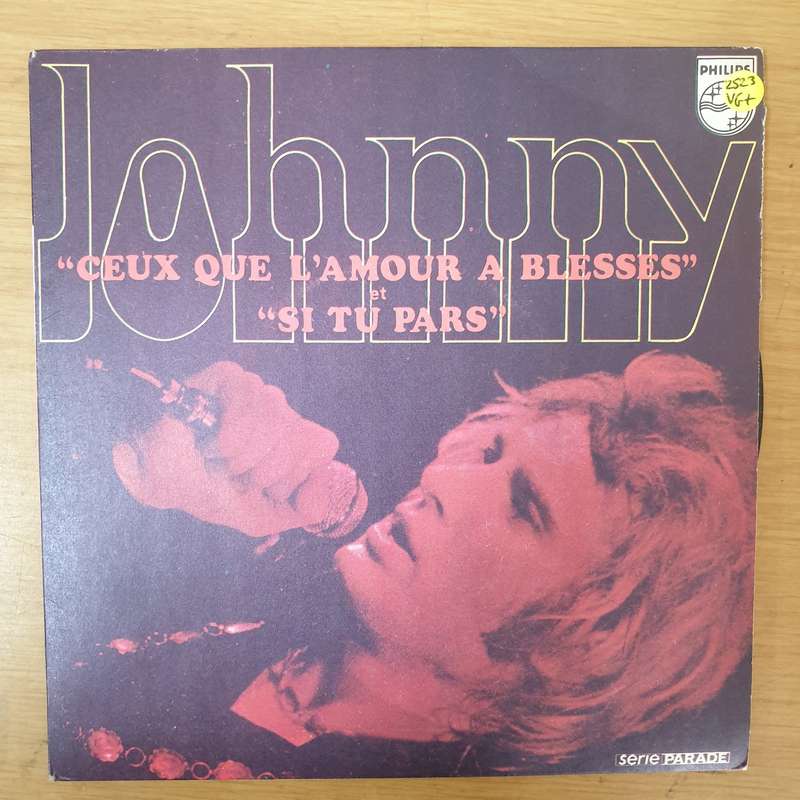 Johnny
PHILIPS
2523
VG+
“CEUX QUE L'AMOUR A BLESSES”
et
“SI TU PARS”
serie PARADE